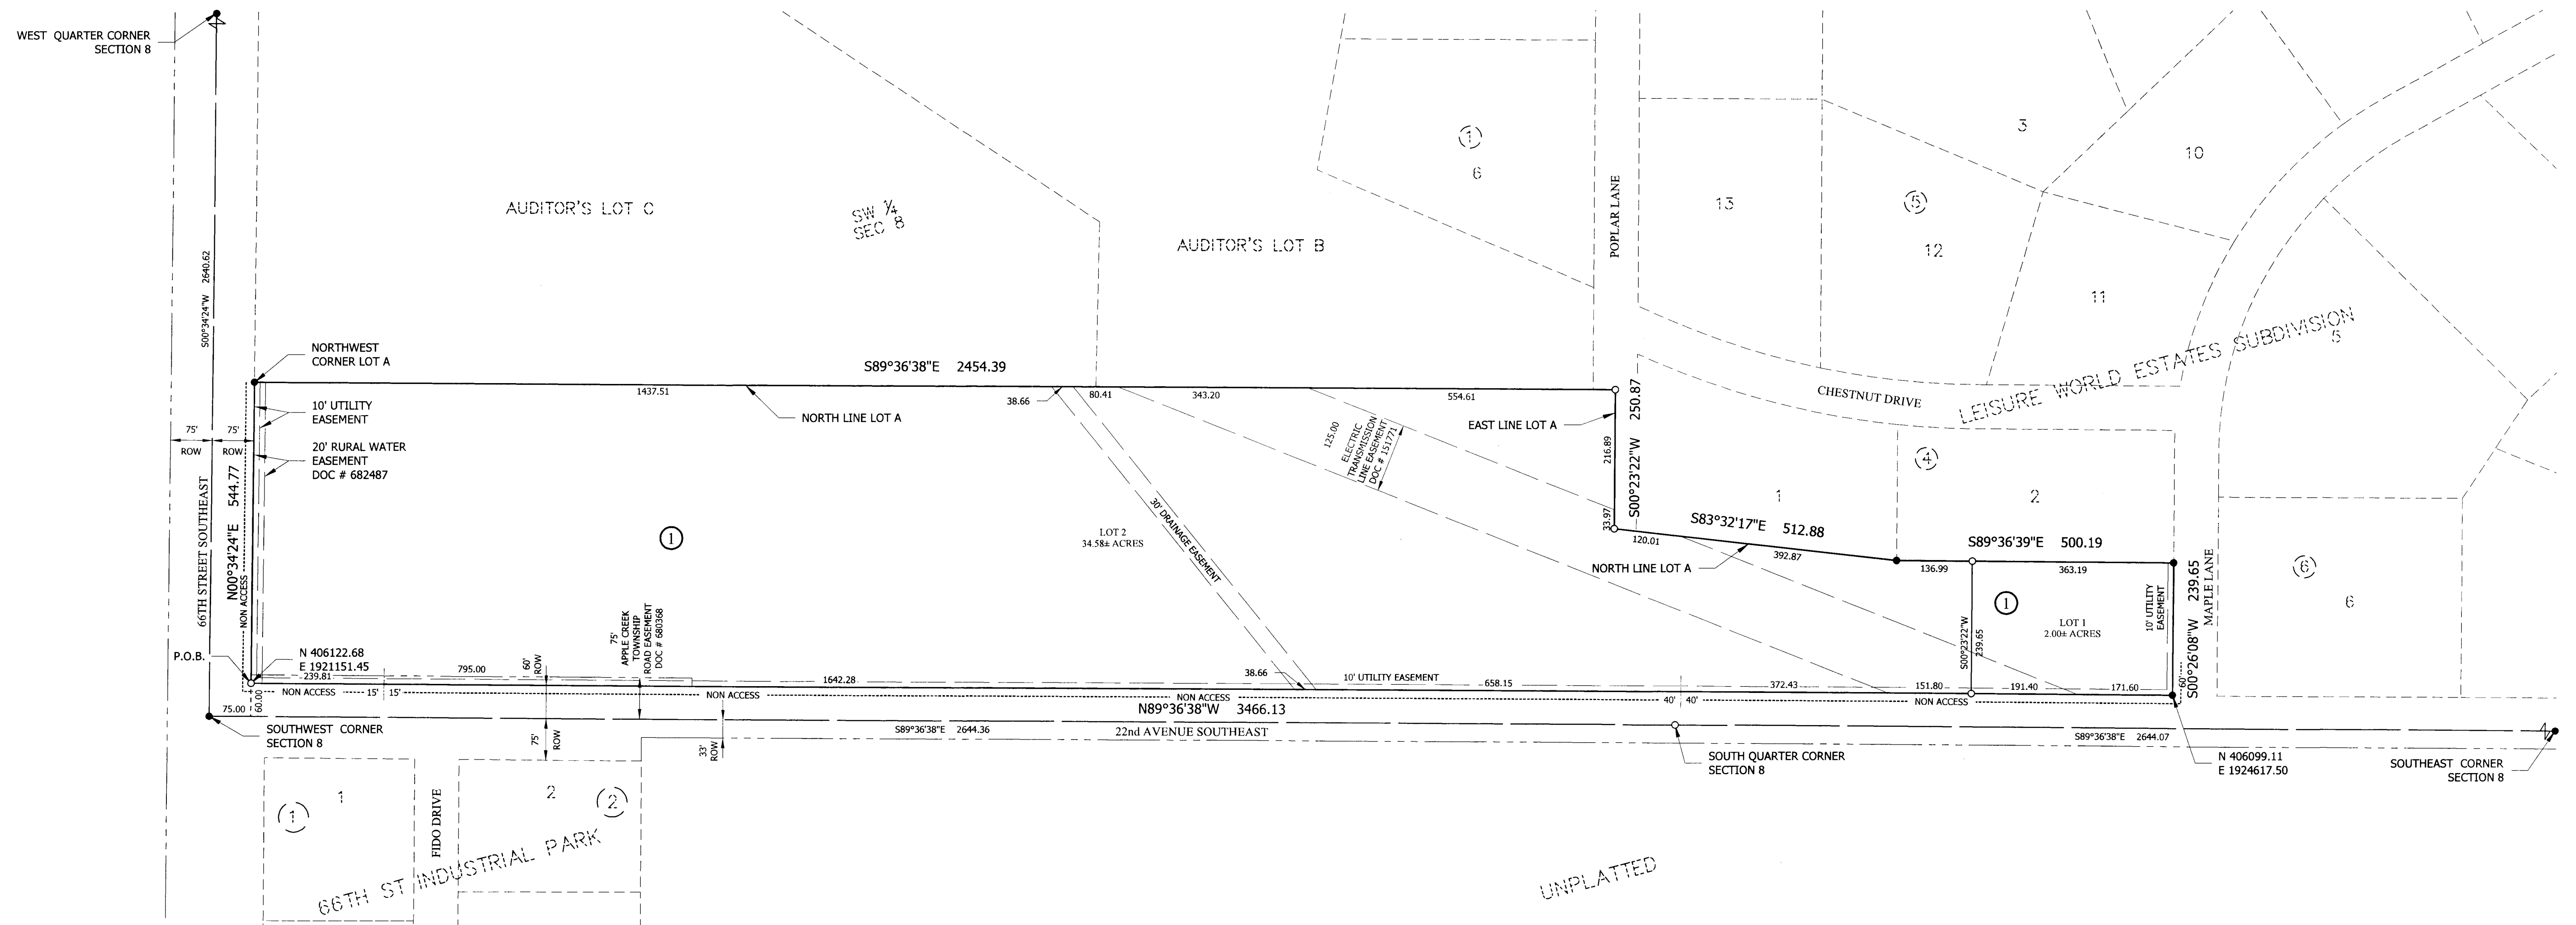 WEST QUARTER CORNER
SECTION 8
S00°34'24"W 2640.62
AUDITOR'S LOT C
SW ¼
SEC 8
AUDITOR'S LOT B
1
6
POPLAR LANE
13
5
12
3
10
11
LEISURE WORLD ESTATES SUBDIVISION
5
CHESTNUT DRIVE
NORTHWEST
CORNER LOT A
S89°36'38"E 2454.39
1437.51
NORTH LINE LOT A
38.66
80.41
343.20
554.61
10' UTILITY
EASEMENT
20' RURAL WATER
EASEMENT
DOC # 682487
75'
ROW
75'
ROW
66TH STREET SOUTHEAST
N00°34'24"E 544.77
NON ACCESS
1
LOT 2
34.58± ACRES
30' DRAINAGE EASEMENT
125.00
ELECTRIC
TRANSMISSION
LINE EASEMENT
DOC # 151771
EAST LINE LOT A
216.89
33.97
S00°23'22"W 250.87
S83°32'17"E 512.88
120.01
392.87
NORTH LINE LOT A
1
4
2
S89°36'39"E 500.19
136.99
363.19
1
LOT 1
2.00± ACRES
S00°23'22"W
239.65
10' UTILITY
EASEMENT
S00°26'08"W 239.65
MAPLE LANE
60'
6
6
P.O.B.
N 406122.68
E 1921151.45
239.81
795.00
60'
ROW
75'
APPLE CREEK
TOWNSHIP
ROAD EASEMENT
DOC # 680368
1642.28
38.66
10' UTILITY EASEMENT
658.15
372.43
151.80
191.40
171.60
NON ACCESS
15'
15'
NON ACCESS
NON ACCESS
40'
40'
NON ACCESS
N89°36'38"W 3466.13
75.00
60.00
SOUTHWEST CORNER
SECTION 8
75'
ROW
33'
ROW
S89°36'38"E 2644.36
22nd AVENUE SOUTHEAST
SOUTH QUARTER CORNER
SECTION 8
S89°36'38"E 2644.07
N 406099.11
E 1924617.50
SOUTHEAST CORNER
SECTION 8
1
1
FIDO DRIVE
2
2
66TH ST INDUSTRIAL PARK
UNPLATTED